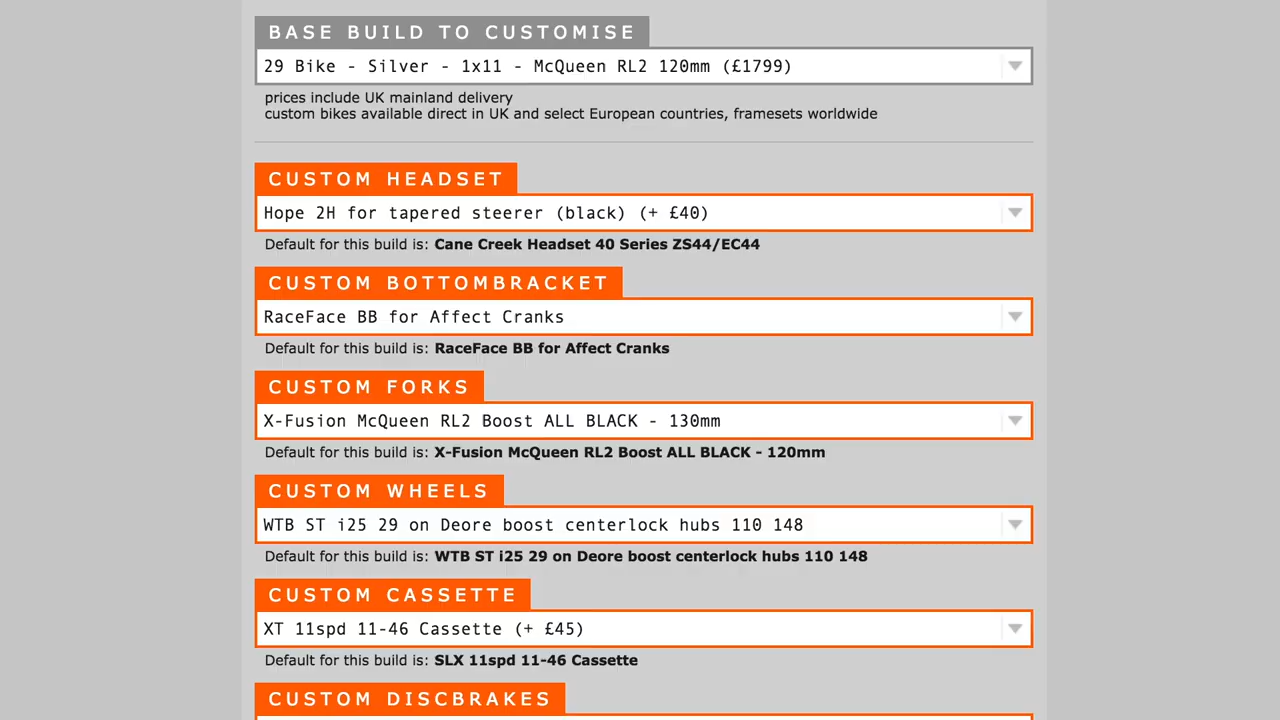 BASE BUILD TO CUSTOMISE
29 Bike - Silver - 1x11 - McQueen RL2 120mm (£1799)
prices include UK mainland delivery
custom bikes available direct in UK and select European countries, framesets worldwide
CUSTOM HEADSET
Hope 2H for tapered steerer (black) (+ £40)
Default for this build is: Cane Creek Headset 40 Series ZS44/EC44
CUSTOM BOTTOMBRACKET
RaceFace BB for Affect Cranks
Default for this build is: RaceFace BB for Affect Cranks
CUSTOM FORKS
X-Fusion McQueen RL2 Boost ALL BLACK - 130mm
Default for this build is: X-Fusion McQueen RL2 Boost ALL BLACK - 120mm
CUSTOM WHEELS
WTB ST i25 29 on Deore boost centerlock hubs 110 148
Default for this build is: WTB ST i25 29 on Deore boost centerlock hubs 110 148
CUSTOM CASSETTE
XT 11spd 11-46 Cassette (+ £45)
Default for this build is: SLX 11spd 11-46 Cassette
CUSTOM DISCBRAKES